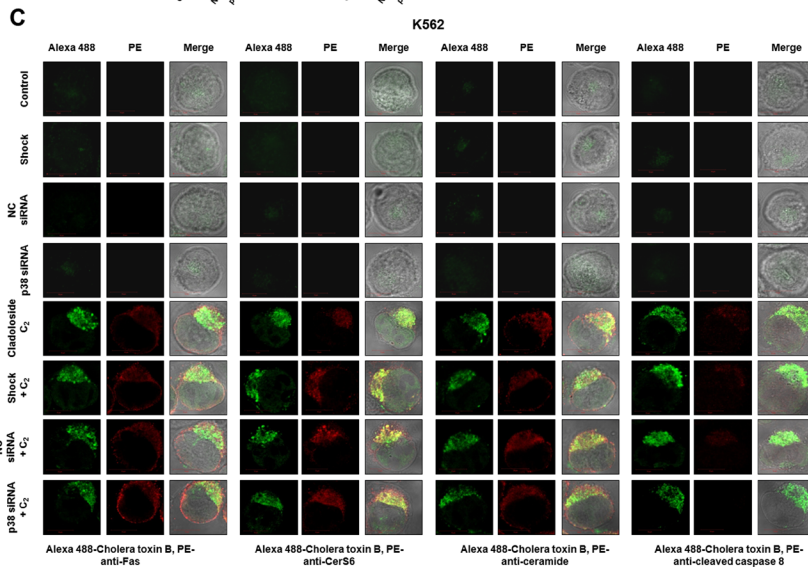 C
K562
Alexa 488 PE Merge Alexa 488 PE Merge Alexa 488 PE Merge Alexa 488 PE Merge
Control
Shock
NC
siRNA
p38 siRNA
Cladoloside
C2
Shock
+ C2
siRNA
+ C2
p38 siRNA
+ C2
Alexa 488-Cholera toxin B, PE-
anti-Fas
Alexa 488-Cholera toxin B, PE-
anti-CerS6
Alexa 488-Cholera toxin B, PE-
anti-ceramide
Alexa 488-Cholera toxin B, PE-
anti-cleaved caspase 8